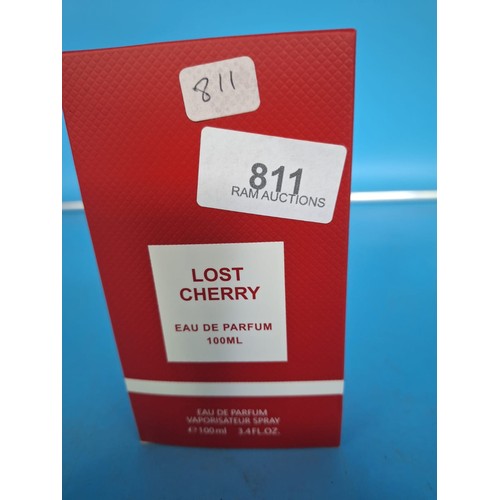 811
811
RAM AUCTIONS
LOST
CHERRY
EAU DE PARFUM
100ML
EAU DE PARFUM
VAPORISATEUR SPRAY
℮100ml 3.4FL.OZ.